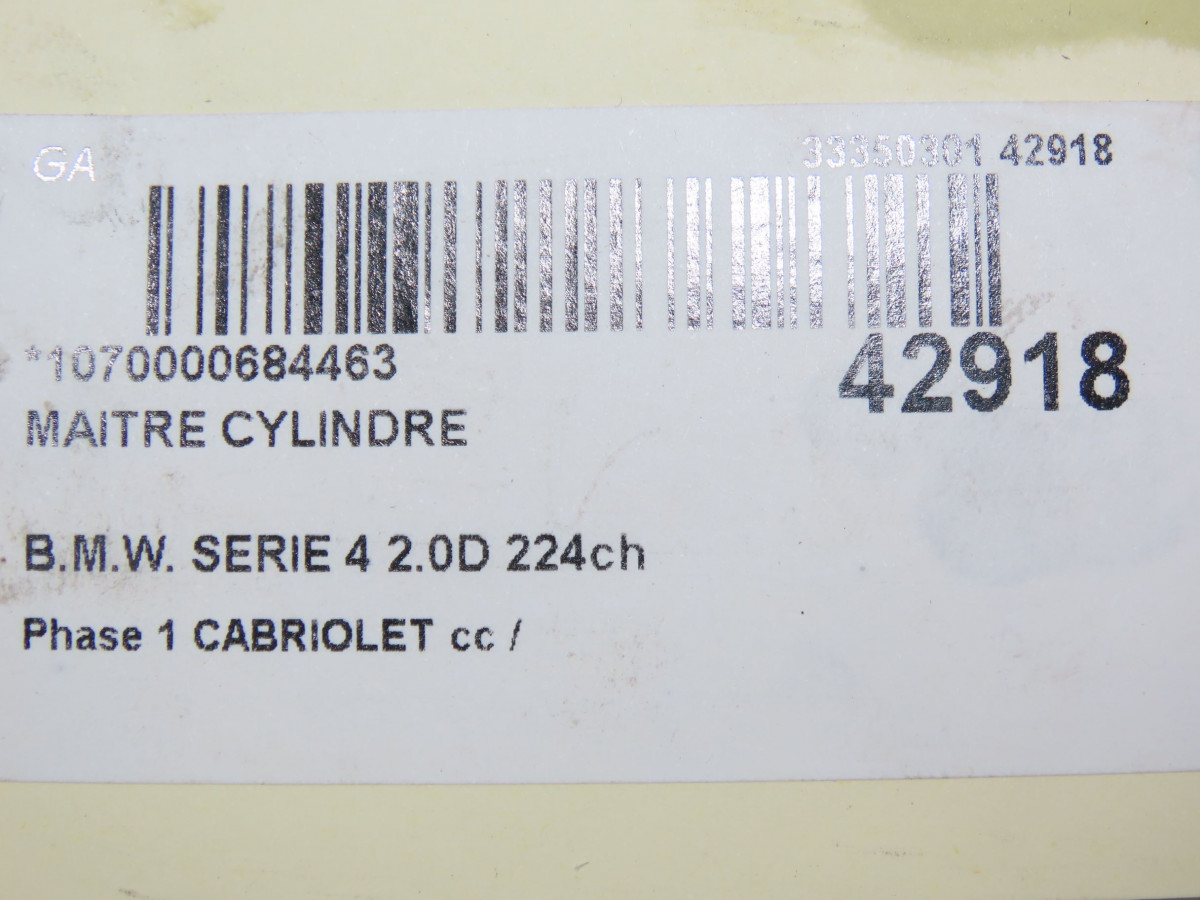 GA
33350301 42918
*1070000684463
42918
MAITRE CYLINDRE
B.M.W. SERIE 4 2.0D 224ch
Phase 1 CABRIOLET cc /